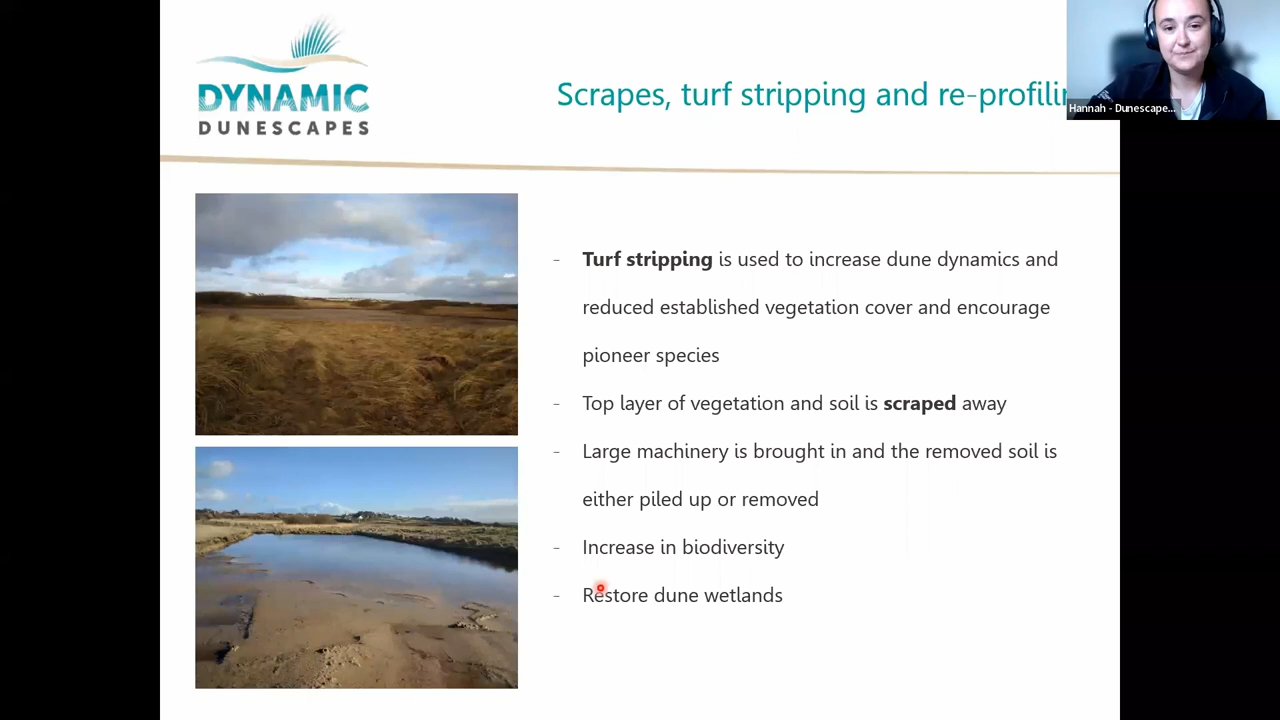 DYNAMIC
DUNESCAPES
Scrapes, turf stripping and re-profilin
Hannah - Dunescape...
- Turf stripping is used to increase dune dynamics and
reduced established vegetation cover and encourage
pioneer species
- Top layer of vegetation and soil is scraped away
- Large machinery is brought in and the removed soil is
either piled up or removed
- Increase in biodiversity
- Restore dune wetlands